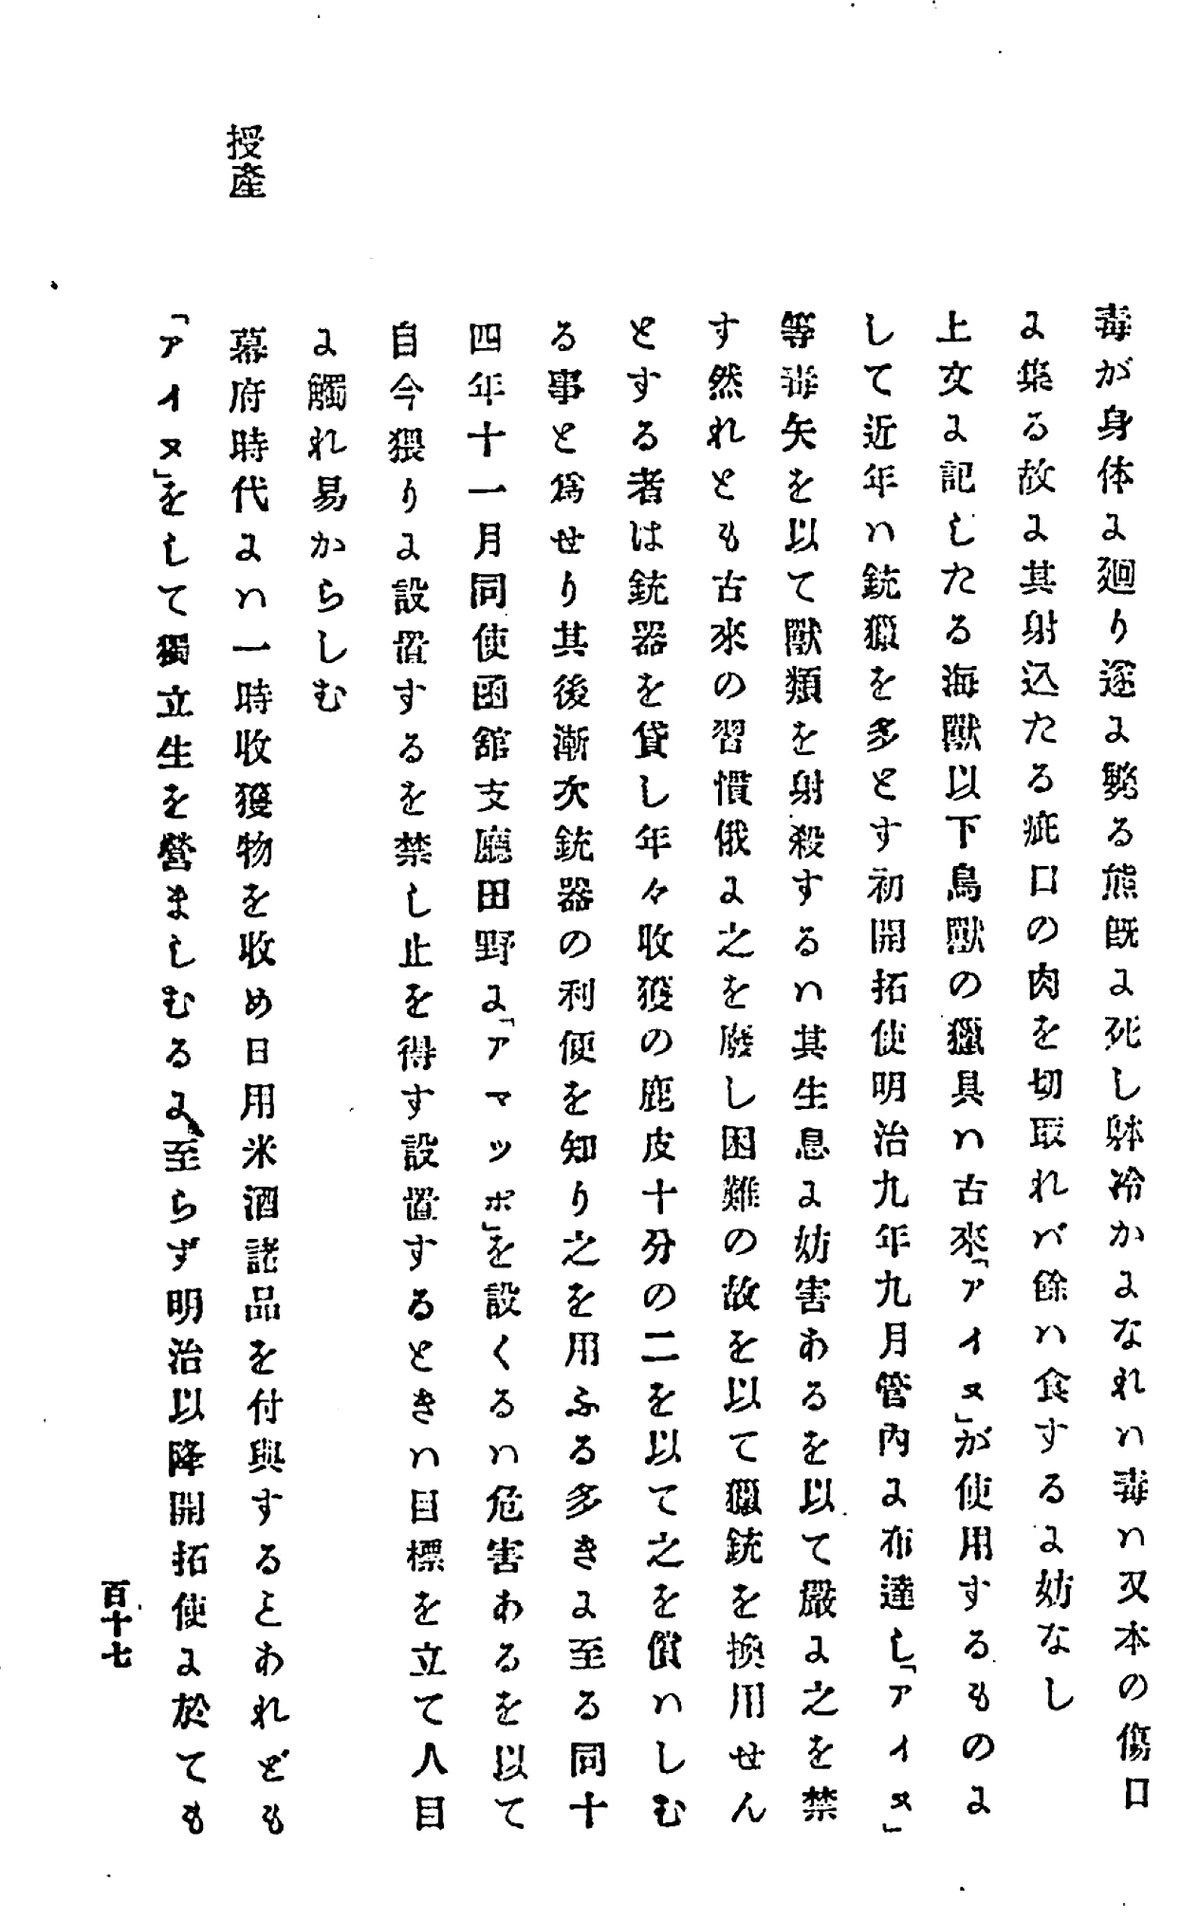 毒が身体に廻り遂に斃る熊既に死し躰冷かになれハ毒ハ又本の傷口
に集る故に其射込たる疵口の肉を切取れバ餘ハ食するに妨なし
上文に記したる海獸以下鳥獸の獵具ハ古來「アイヌ」が使用するものに
して近年ハ銃獵を多とす初開拓使明治九年九月管內に布達し「アイヌ」
等毒矢を以て獸類を射殺するハ其生息に妨害あるを以て嚴に之を禁
す然れとも古來の習慣俄に之を廢し困難の故を以て獵銃を換用せん
とする者は銃器を貸し年々收獲の鹿皮十分の二を以て之を償ハしむ
る事と爲せり其後漸次銃器の利便を知り之を用ふる多きに至る同十
四年十一月同使函舘支廳田野に「アマッポ」を設くるハ危害あるを以て
自今猥りに設置するを禁し止を得す設置するときハ目標を立て人目
に觸れ易からしむ
授產
幕府時代にハ一時收獲物を收め日用米酒諸品を付與するとあれども
「アイヌ」をして獨立生を營ましむるに至らず明治以降開拓使に於ても
百十七